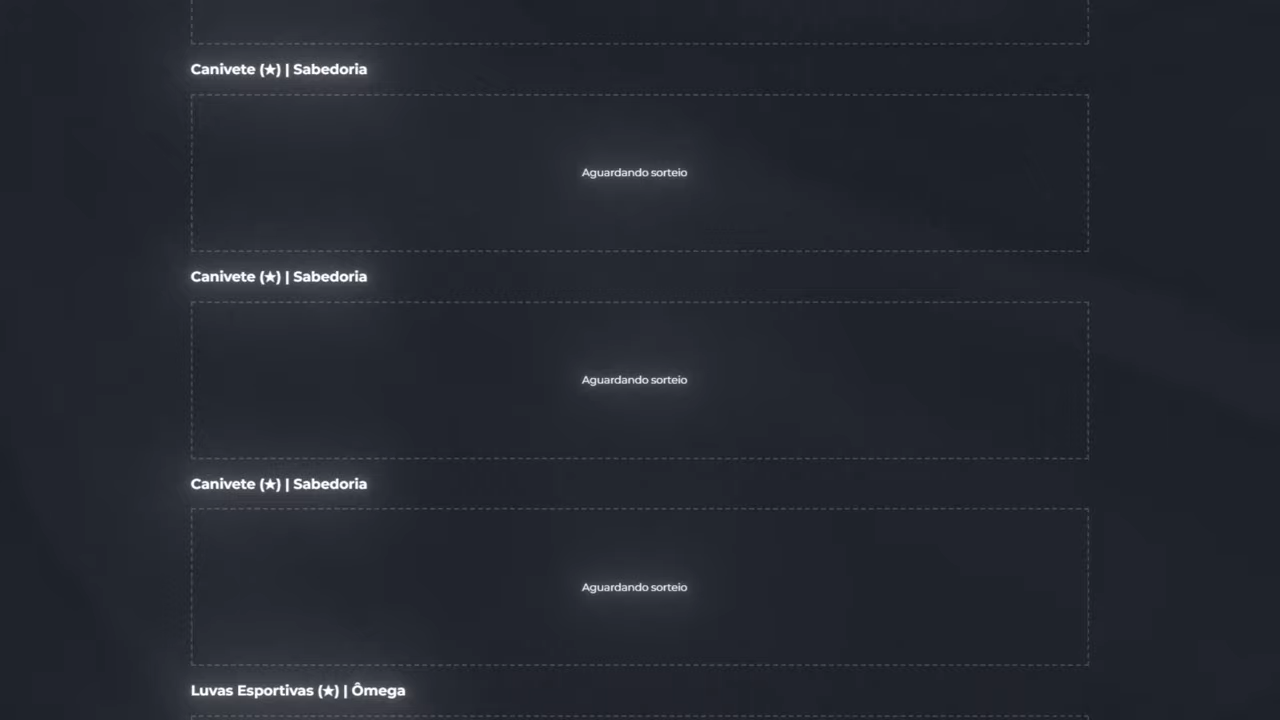 Canivete (★) | Sabedoria
Aguardando sorteio
Canivete (★) | Sabedoria
Aguardando sorteio
Canivete (★) | Sabedoria
Aguardando sorteio
Luvas Esportivas (★) | Ômega